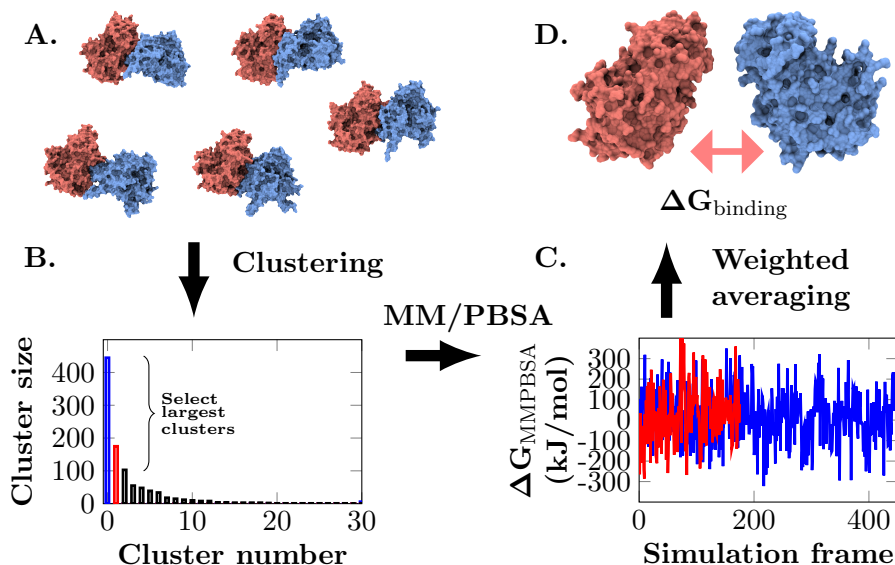 A.
D.
ΔG_binding
B.
Clustering
C.
Weighted
averaging
MM/PBSA
Cluster size
400
300
200
100
0
Select
largest
clusters
0
10
20
30
Cluster number
ΔG_MMPBSA
(kJ/mol)
300
200
100
0
-100
-200
-300
0
200
400
Simulation frame